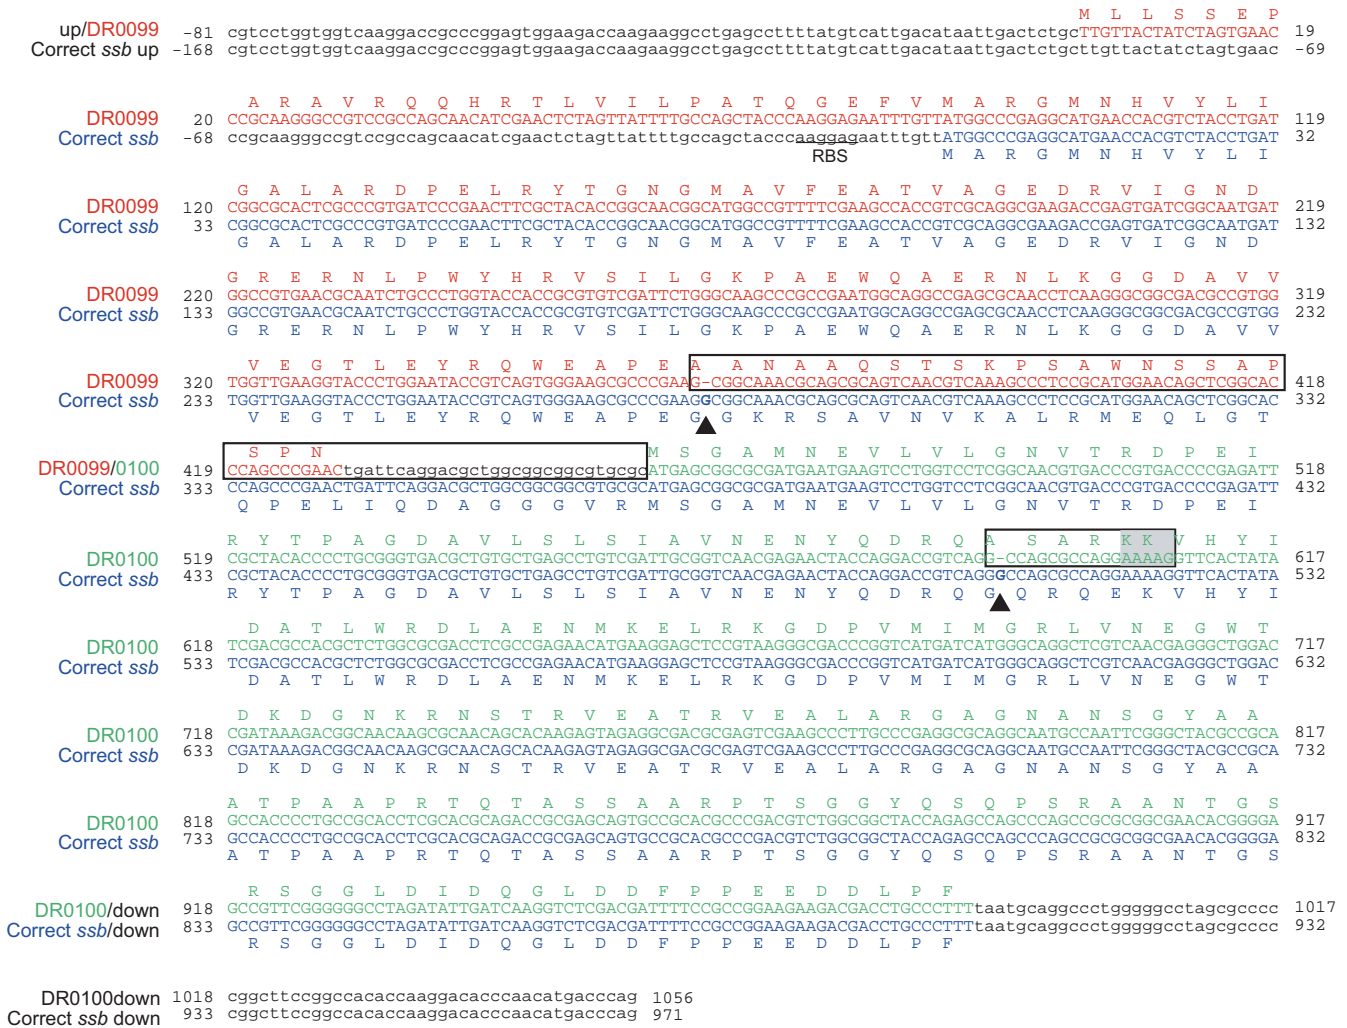 M L L S S E P
up/DR0099 -81 cgtcctggtggtcaaggaccgcccggagtggaagaccaagaaggcctgagccttttatgtcattgacataattgactctgcTTGTTACTATCTAGTGAAC 19
Correct ssb up -168 cgtcctggtggtcaaggaccgcccggagtggaagaccaagaaggcctgagccttttatgtcattgacataattgactctgcttgttactatctagtgaac -69
A R A V R Q Q H R T L V I L P A T Q G E F V M A R G M N H V Y L I
DR0099 20 CCGCAAGGGCCGTCCGCCAGCAACATCGAACTCTAGTTATTTTGCCAGCTACCCAAGGAGAATTTGTTATGGCCCGAGGCATGAACCACGTCTACCTGAT 119
Correct ssb -68 ccgcaagggccgtccgccagcaacatcgaactctagttattttgccagctacccaaggagaatttgttATGGCCCGAGGCATGAACCACGTCTACCTGAT 32
RBS M A R G M N H V Y L I
G A L A R D P E L R Y T G N G M A V F E A T V A G E D R V I G N D
DR0099 120 CGGCGCACTCGCCCGTGATCCCGAACTTCGCTACACCGGCAACGGCATGGCCGTTTTCGAAGCCACCGTCGCAGGCGAAGACCGAGTGATCGGCAATGAT 219
Correct ssb 33 CGGCGCACTCGCCCGTGATCCCGAACTTCGCTACACCGGCAACGGCATGGCCGTTTTCGAAGCCACCGTCGCAGGCGAAGACCGAGTGATCGGCAATGAT 132
G A L A R D P E L R Y T G N G M A V F E A T V A G E D R V I G N D
G R E R N L P W Y H R V S I L G K P A E W Q A E R N L K G G D A V V
DR0099 220 GGCCGTGAACGCAATCTGCCCTGGTACCACCGCGTGTCGATTCTGGGCAAGCCCGCCGAATGGCAGGCCGAGCGCAACCTCAAGGGCGGCGACGCCGTGG 319
Correct ssb 133 GGCCGTGAACGCAATCTGCCCTGGTACCACCGCGTGTCGATTCTGGGCAAGCCCGCCGAATGGCAGGCCGAGCGCAACCTCAAGGGCGGCGACGCCGTGG 232
G R E R N L P W Y H R V S I L G K P A E W Q A E R N L K G G D A V V
V E G T L E Y R Q W E A P E A A N A A Q S T S K P S A W N S S A P
DR0099 320 TGGTTGAAGGTACCCTGGAATACCGTCAGTGGGAAGCGCCCGAAG-CGGCAAACGCAGCGCAGTCAACGTCAAAGCCCTCCGCATGGAACAGCTCGGCAC 418
Correct ssb 233 TGGTTGAAGGTACCCTGGAATACCGTCAGTGGGAAGCGCCCGAAGGCGGCAAACGCAGCGCAGTCAACGTCAAAGCCCTCCGCATGGAACAGCTCGGCAC 332
V E G T L E Y R Q W E A P E G G K R S A V N V K A L R M E Q L G T
S P N M S G A M N E V L V L G N V T R D P E I
DR0099/0100 419 CCAGCCCGAACtgattcaggacgctggcggcggcgtgcgcATGAGCGGCGCGATGAATGAAGTCCTGGTCCTCGGCAACGTGACCCGTGACCCCGAGATT 518
Correct ssb 333 CCAGCCCGAACTGATTCAGGACGCTGGCGGCGGCGTGCGCATGAGCGGCGCGATGAATGAAGTCCTGGTCCTCGGCAACGTGACCCGTGACCCCGAGATT 432
Q P E L I Q D A G G G V R M S G A M N E V L V L G N V T R D P E I
R Y T P A G D A V L S L S I A V N E N Y Q D R Q A S A R K K V H Y I
DR0100 519 CGCTACACCCCTGCGGGTGACGCTGTGCTGAGCCTGTCGATTGCGGTCAACGAGAACTACCAGGACCGTCAGG-CCAGCGCCAGGAAAAGGTTCACTATA 617
Correct ssb 433 CGCTACACCCCTGCGGGTGACGCTGTGCTGAGCCTGTCGATTGCGGTCAACGAGAACTACCAGGACCGTCAGGGCCAGCGCCAGGAAAAGGTTCACTATA 532
R Y T P A G D A V L S L S I A V N E N Y Q D R Q G Q R Q E K V H Y I
D A T L W R D L A E N M K E L R K G D P V M I M G R L V N E G W T
DR0100 618 TCGACGCCACGCTCTGGCGCGACCTCGCCGAGAACATGAAGGAGCTCCGTAAGGGCGACCCGGTCATGATCATGGGCAGGCTCGTCAACGAGGGCTGGAC 717
Correct ssb 533 TCGACGCCACGCTCTGGCGCGACCTCGCCGAGAACATGAAGGAGCTCCGTAAGGGCGACCCGGTCATGATCATGGGCAGGCTCGTCAACGAGGGCTGGAC 632
D A T L W R D L A E N M K E L R K G D P V M I M G R L V N E G W T
D K D G N K R N S T R V E A T R V E A L A R G A G N A N S G Y A A
DR0100 718 CGATAAAGACGGCAACAAGCGCAACAGCACAAGAGTAGAGGCGACGCGAGTCGAAGCCCTTGCCCGAGGCGCAGGCAATGCCAATTCGGGCTACGCCGCA 817
Correct ssb 633 CGATAAAGACGGCAACAAGCGCAACAGCACAAGAGTAGAGGCGACGCGAGTCGAAGCCCTTGCCCGAGGCGCAGGCAATGCCAATTCGGGCTACGCCGCA 732
D K D G N K R N S T R V E A T R V E A L A R G A G N A N S G Y A A
A T P A A P R T Q T A S S A A R P T S G G Y Q S Q P S R A A N T G S
DR0100 818 GCCACCCCTGCCGCACCTCGCACGCAGACCGCGAGCAGTGCCGCACGCCCGACGTCTGGCGGCTACCAGAGCCAGCCCAGCCGCGCGGCGAACACGGGGA 917
Correct ssb 733 GCCACCCCTGCCGCACCTCGCACGCAGACCGCGAGCAGTGCCGCACGCCCGACGTCTGGCGGCTACCAGAGCCAGCCCAGCCGCGCGGCGAACACGGGGA 832
A T P A A P R T Q T A S S A A R P T S G G Y Q S Q P S R A A N T G S
R S G G L D I D Q G L D D F P P E E D D L P F
DR0100/down 918 GCCGTTCGGGGGGCCTAGATATTGATCAAGGTCTCGACGATTTTCCGCCGGAAGAAGACGACCTGCCCTTTtaatgcaggccctgggggcctagcgcccc 1017
Correct ssb/down 833 GCCGTTCGGGGGGCCTAGATATTGATCAAGGTCTCGACGATTTTCCGCCGGAAGAAGACGACCTGCCCTTTtaatgcaggccctgggggcctagcgcccc 932
R S G G L D I D Q G L D D F P P E E D D L P F
DR0100down 1018 cggcttccggccacaccaaggacacccaacatgacccag 1056
Correct ssb down 933 cggcttccggccacaccaaggacacccaacatgacccag 971